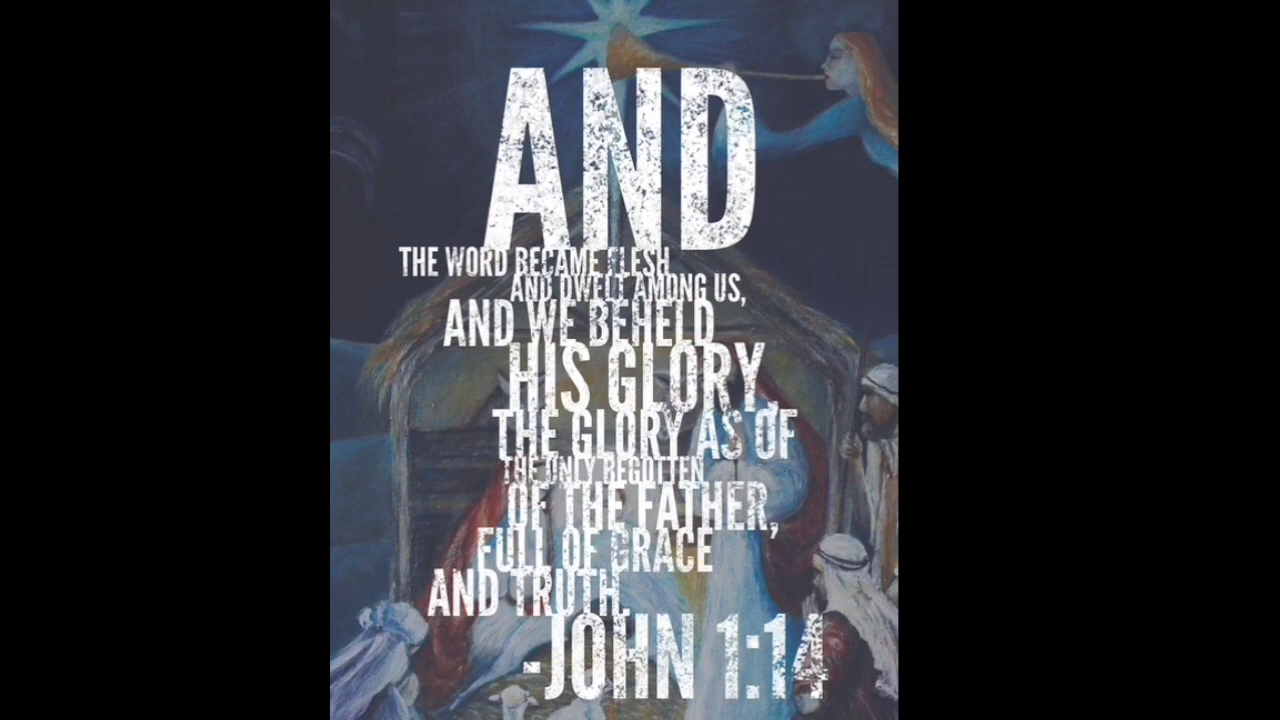 AND
THE WORD BECAME FLESH
AND DWELT AMONG US,
AND WE BEHELD
HIS GLORY,
THE GLORY AS OF
THE ONLY BEGOTTEN
OF THE FATHER,
FULL OF GRACE
AND TRUTH.
-JOHN 1:14